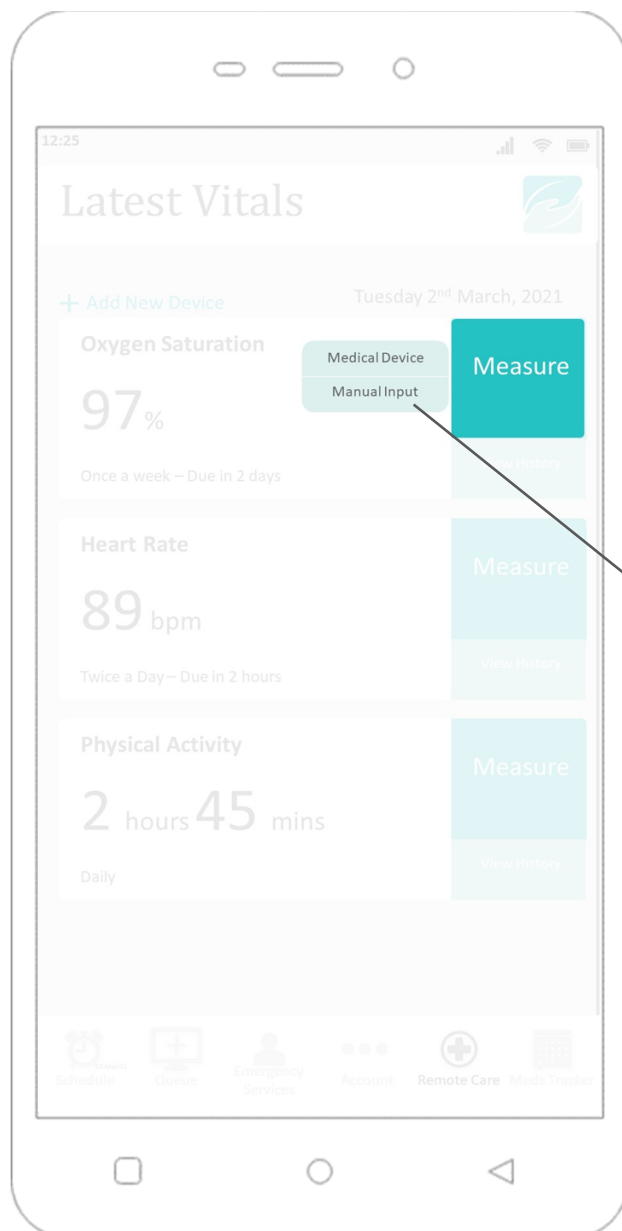 12:25
Latest Vitals
+ Add New Device
Tuesday 2nd March, 2021
Oxygen Saturation
Medical Device
Manual Input
Measure
97%
View History
Once a week – Due in 2 days
Heart Rate
Measure
89 bpm
View History
Twice a Day – Due in 2 hours
Physical Activity
Measure
2 hours 45 mins
View History
Daily
Schedule
Queue
Emergency
Services
Account
Remote Care
Meds Tracker